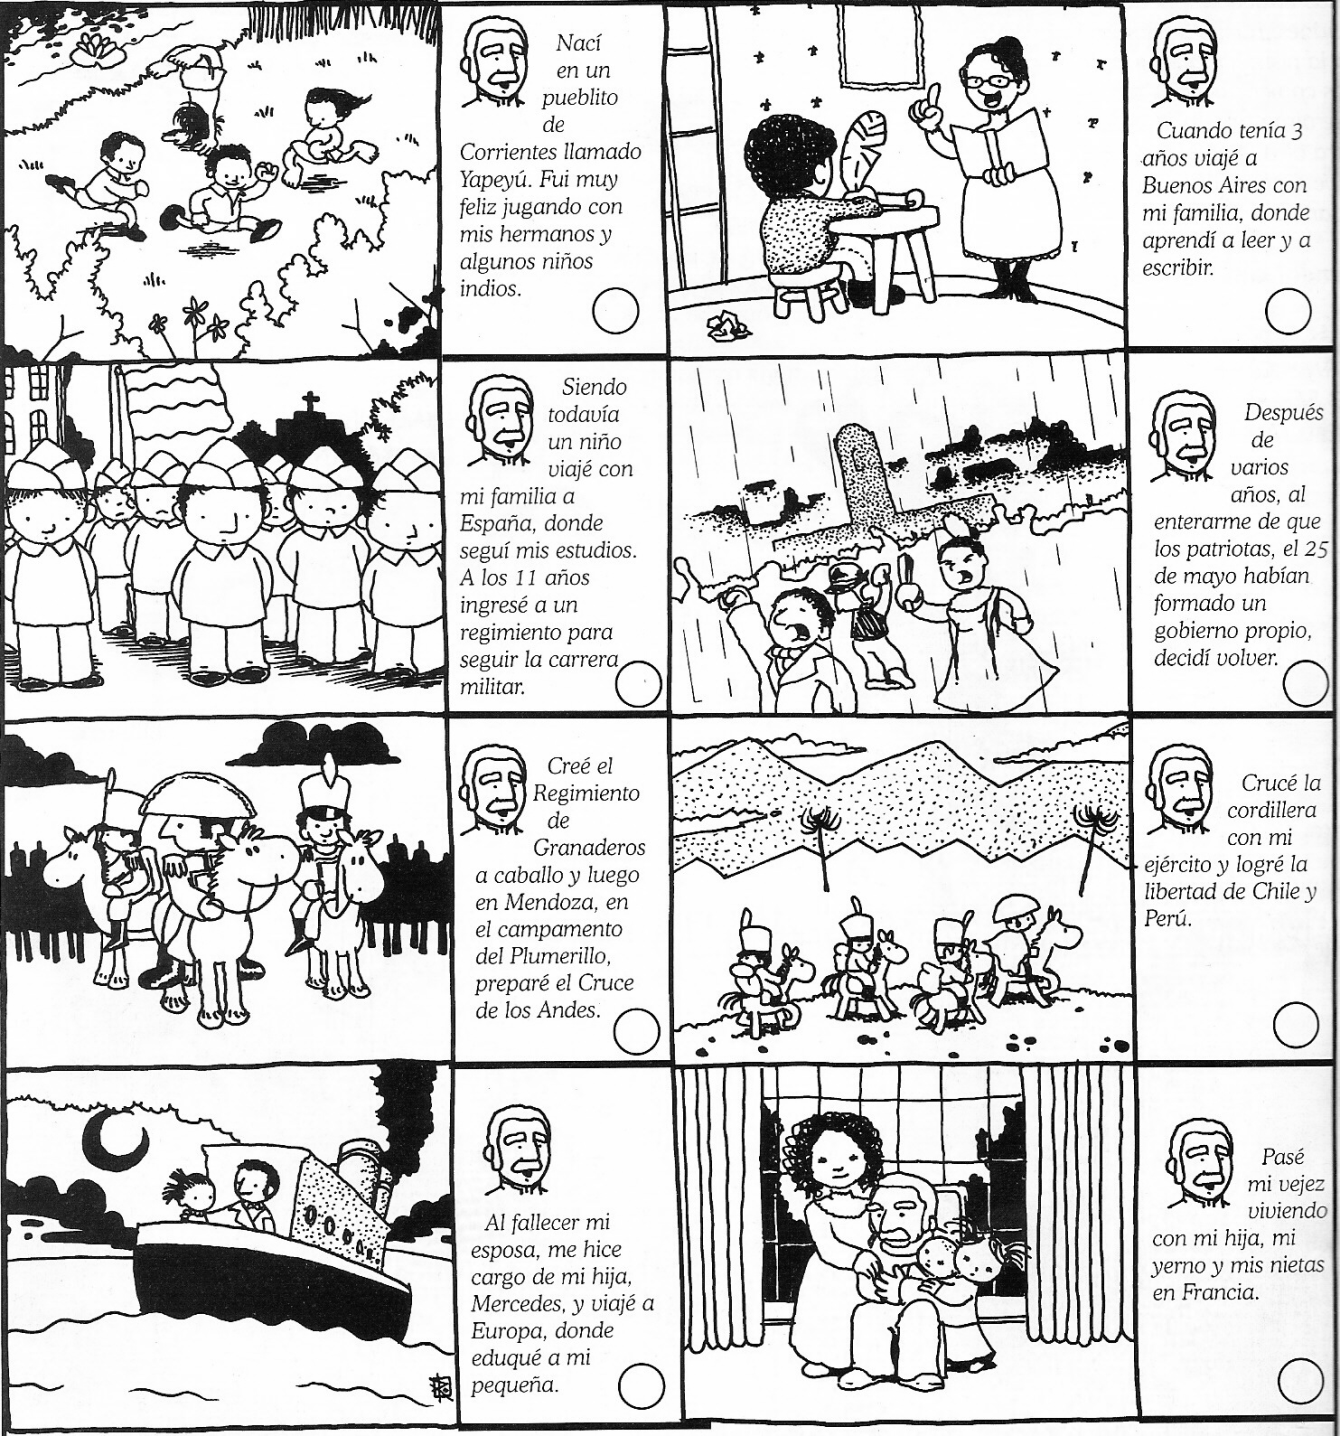 Nací
en un
pueblito
de
Corrientes llamado
Yapeyú. Fui muy
feliz jugando con
mis hermanos y
algunos niños
indios.
Cuando tenía 3
años viajé a
Buenos Aires con
mi familia, donde
aprendí a leer y a
escribir.
Siendo
todavía
un niño
viajé con
mi familia a
España, donde
seguí mis estudios.
A los 11 años
ingresé a un
regimiento para
seguir la carrera
militar.
Después
de
varios
años, al
enterarme de que
los patriotas, el 25
de mayo habían
formado un
gobierno propio,
decidí volver.
Creé el
Regimiento
de
Granaderos
a caballo y luego
en Mendoza, en
el campamento
del Plumerillo,
preparé el Cruce
de los Andes.
Crucé la
cordillera
con mi
ejército y logré la
libertad de Chile y
Perú.
Al fallecer mi
esposa, me hice
cargo de mi hija,
Mercedes, y viajé a
Europa, donde
eduqué a mi
pequeña.
Pasé
mi vejez
viviendo
con mi hija, mi
yerno y mis nietas
en Francia.